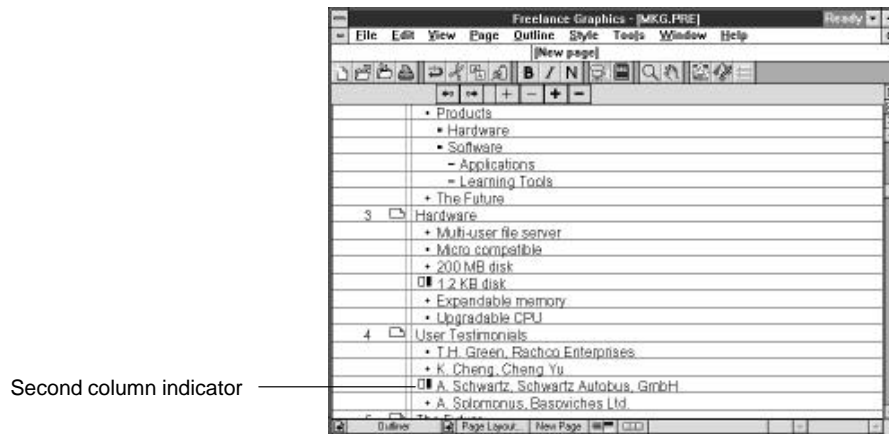 Freelance Graphics - [MKG.PRE] Ready
File Edit View Page Outline Style Tools Window Help
[New page]
B I N
• Products
▪ Hardware
▪ Software
– Applications
– Learning Tools
• The Future
3 Hardware
• Multi-user file server
• Micro compatible
• 200 MB disk
1.2 KB disk
• Expandable memory
• Upgradable CPU
4 User Testimonials
• T.H. Green, Rachco Enterprises
• K. Cheng, Cheng Yu
Second column indicator
A. Schwartz, Schwartz Autobus, GmbH
• A. Solomonus, Basoviches Ltd.
Outliner Page Layout... New Page